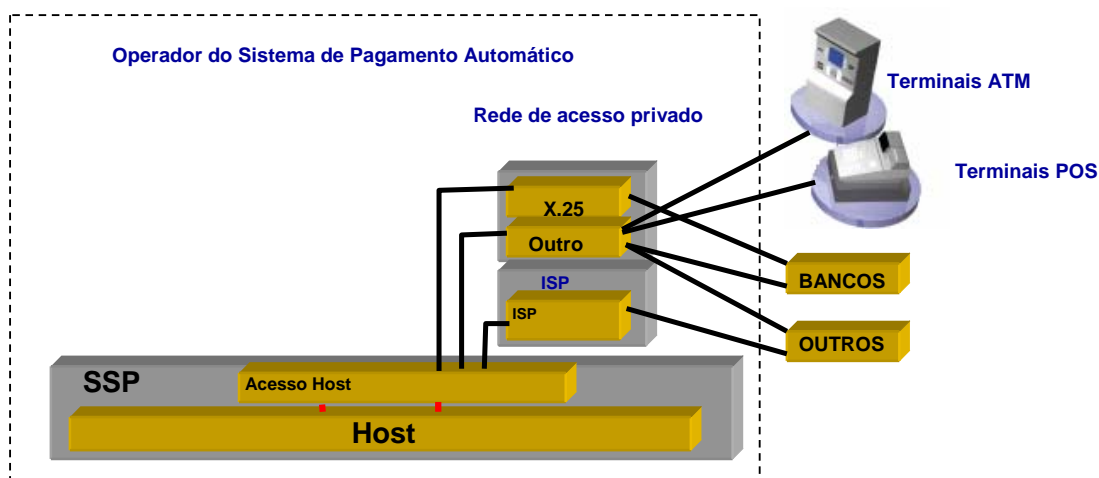 Operador do Sistema de Pagamento Automático
Terminais ATM
Rede de acesso privado
Terminais POS
X.25
Outro
ISP
BANCOS
ISP
OUTROS
SSP
Acesso Host
Host